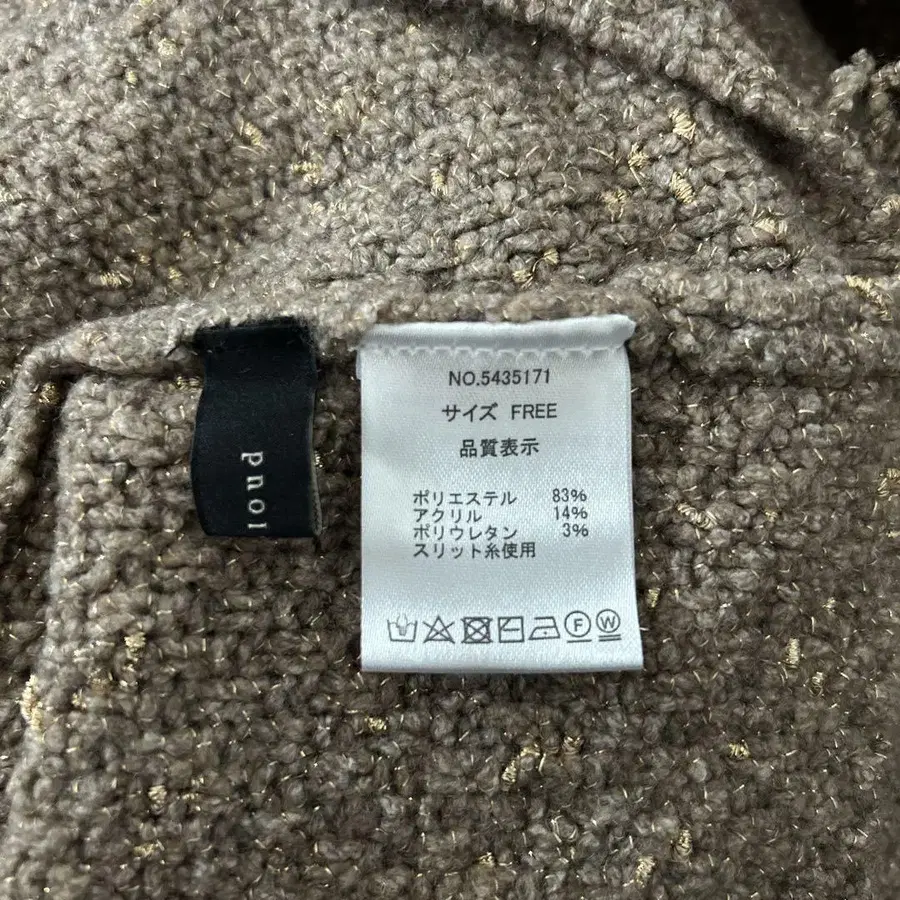 NO.5435171
サイズ FREE
品質表示
ポリエステル 83%
アクリル 14%
ポリウレタン 3%
スリット糸使用
F W